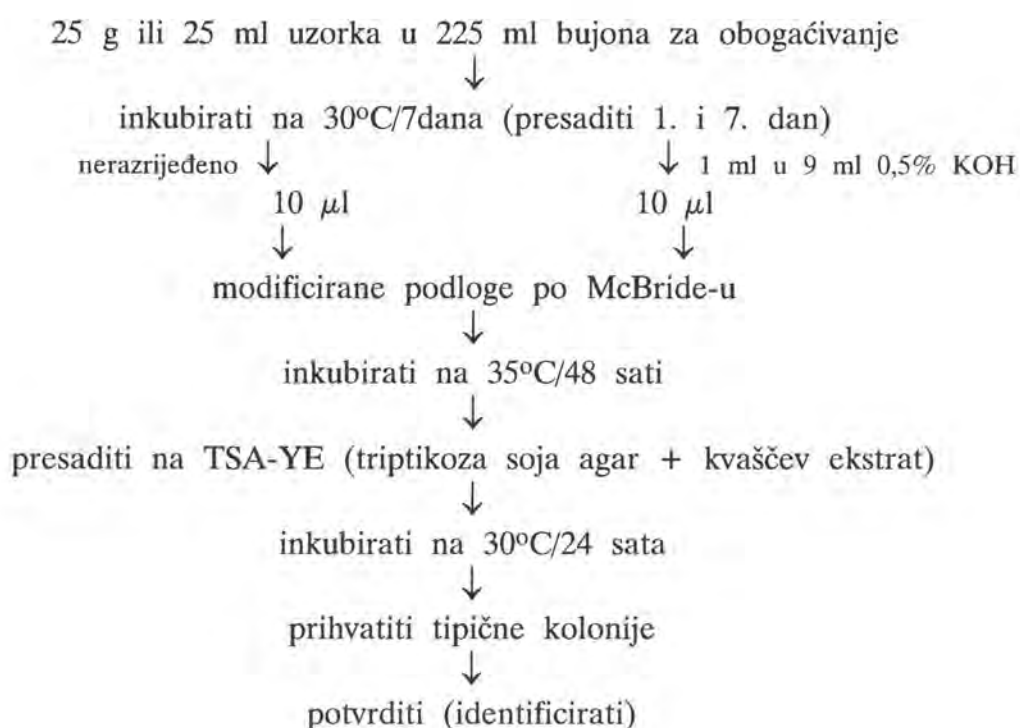 25 g ili 25 ml uzorka u 225 ml bujona za obogaćivanje
↓
inkubirati na 30°C/7dana (presaditi 1. i 7. dan)
nerazrijeđeno ↓ ↓ 1 ml u 9 ml 0,5% KOH
10 μl 10 μl
↓ ↓
modificirane podloge po McBride-u
↓
inkubirati na 35°C/48 sati
↓
presaditi na TSA-YE (triptikoza soja agar + kvaščev ekstrat)
↓
inkubirati na 30°C/24 sata
↓
prihvatiti tipične kolonije
↓
potvrditi (identificirati)